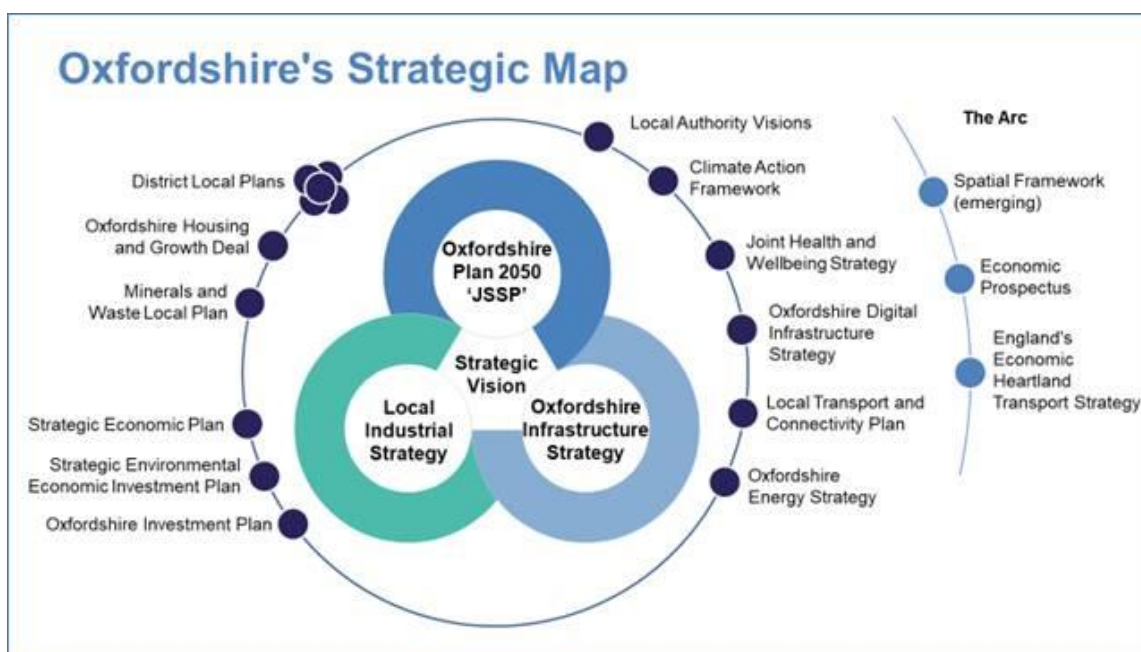 Oxfordshire's Strategic Map
District Local Plans
Oxfordshire Housing
and Growth Deal
Minerals and
Waste Local Plan
Strategic Economic Plan
Strategic Environmental
Economic Investment Plan
Oxfordshire Investment Plan
Oxfordshire
Plan 2050
‘JSSP’
Strategic
Vision
Local
Industrial
Strategy
Oxfordshire
Infrastructure
Strategy
Local Authority Visions
Climate Action
Framework
Joint Health and
Wellbeing Strategy
Oxfordshire Digital
Infrastructure
Strategy
Local Transport and
Connectivity Plan
Oxfordshire
Energy Strategy
The Arc
Spatial Framework
(emerging)
Economic
Prospectus
England's
Economic
Heartland
Transport Strategy